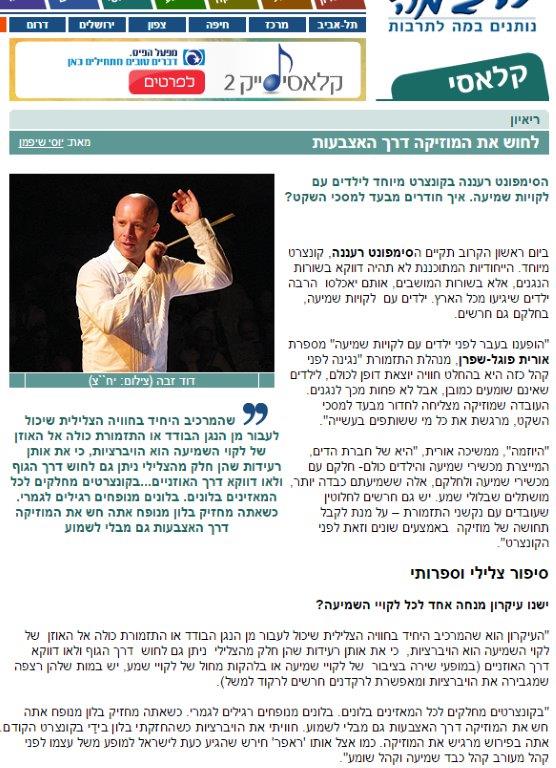 נותנים במה לתרבות
תל-אביב
מרכז
חיפה
צפון
ירושלים
דרום
קלאסי
קלאסי מייק 2
מפעל הפיס.
דברים טובים מתחילים כאן
לפרטים
ריאיון
לחוש את המוזיקה דרך האצבעות
מאת: יוסי שיפמן
הסימפונט רעננה בקונצרט מיוחד לילדים עם
לקויות שמיעה. איך חודרים מבעד למסכי השקט?
ביום ראשון הקרוב תקיים הסימפונט רעננה, קונצרט
מיוחד. הייחודיות המתוכננת לא תהיה דווקא בשורות
הנגנים, אלא בשורות המושבים, אותם יאכלסו הרבה
ילדים שיגיעו מכל הארץ. ילדים עם לקויות שמיעה,
בחלקם גם חרשים.
"הופענו בעבר לפני ילדים עם לקויות שמיעה" מספרת
אורית פוגל-שפרן, מנהלת התזמורת "נגינה לפני
קהל כזה היא בהחלט חוויה יוצאת דופן לכולם, לילדים
שאינם שומעים כמובן, אבל לא פחות מכך לנגנים.
העובדה שמוזיקה מצליחה לחדור מבעד למסכי
השקט, מרגשת את כל מי ששותפים בעשייה".
"היוזמה", ממשיכה אורית, "היא של חברת הדים,
המייצרת מכשירי שמיעה והילדים כולם- חלקם עם
מכשירי שמיעה ולחלקם, אלה ששמיעתם כבדה יותר,
מושתלים שבלולי שמע. יש גם חרשים לחלוטין
שעובדים עם נקשני התזמורת – על מנת לקבל
תחושה של מוזיקה באמצעים שונים וזאת לפני
הקונצרט".
דוד זבה (צילום: יח``צ)
שהמרכיב היחיד בחוויה הצלילית שיכול
לעבור מן הנגן הבודד או התזמורת כולה אל האוזן
של לקוי השמיעה הוא הויברציות, כי את אותן
רעידות שהן חלק מהצלילי ניתן גם לחוש דרך הגוף
ולאו דווקא דרך האוזניים...בקונצרטים מחלקים לכל
המאזינים בלונים. בלונים מנופחים רגילים לגמרי.
כשאתה מחזיק בלון מנופח אתה חש את המוזיקה
דרך האצבעות גם מבלי לשמוע
סיפור צלילי וספרותי
ישנו עיקרון מנחה אחד לכל לקויי השמיעה?
"העיקרון הוא שהמרכיב היחיד בחוויה הצלילית שיכול לעבור מן הנגן הבודד או התזמורת כולה אל האוזן של
לקוי השמיעה הוא הויברציות, כי את אותן רעידות שהן חלק מהצלילי ניתן גם לחוש דרך הגוף ולאו דווקא
דרך האוזניים (במופעי שירה בציבור של לקויי שמיעה או בלהקות מחול של לקויי שמע, יש במות שלהן רצפה
שמגבירה את הויברציות ומאפשרת לרקדנים חרשים לרקוד למשל).
"בקונצרטים מחלקים לכל המאזינים בלונים. בלונים מנופחים רגילים לגמרי. כשאתה מחזיק בלון מנופח אתה
חש את המוזיקה דרך האצבעות גם מבלי לשמוע. חוויתי את הויברציות כשהחזקתי בלון בידַי בקונצרט הקודם.
אתה בפירוש מרגיש את המוזיקה. כמו אצל אותו 'ראפר' חירש שהגיע כעת לישראל למופע משל עצמו לפני
קהל מעורב קהל כבד שמיעה וקהל שומע".